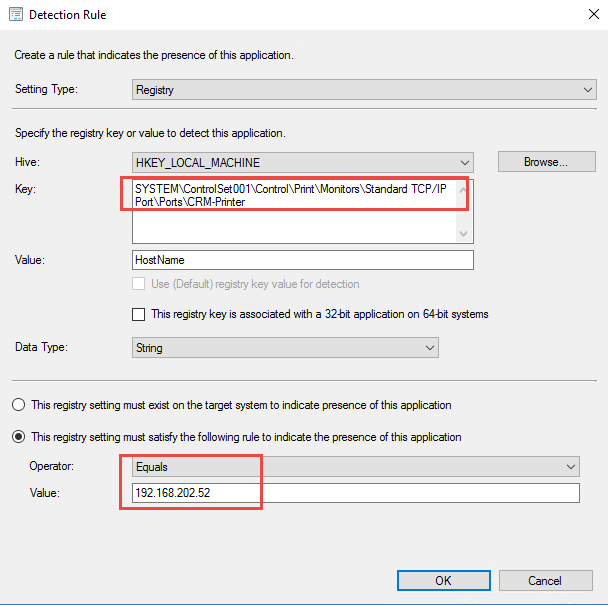 Detection Rule
Create a rule that indicates the presence of this application.
Setting Type: Registry
Specify the registry key or value to detect this application.
Hive: HKEY_LOCAL_MACHINE Browse...
Key: SYSTEM\ControlSet001\Control\Print\Monitors\Standard TCP/IP
Port\Ports\CRM-Printer
Value: HostName
Use (Default) registry key value for detection
This registry key is associated with a 32-bit application on 64-bit systems
Data Type: String
This registry setting must exist on the target system to indicate presence of this application
This registry setting must satisfy the following rule to indicate the presence of this application
Operator: Equals
Value: 192.168.202.52
OK Cancel